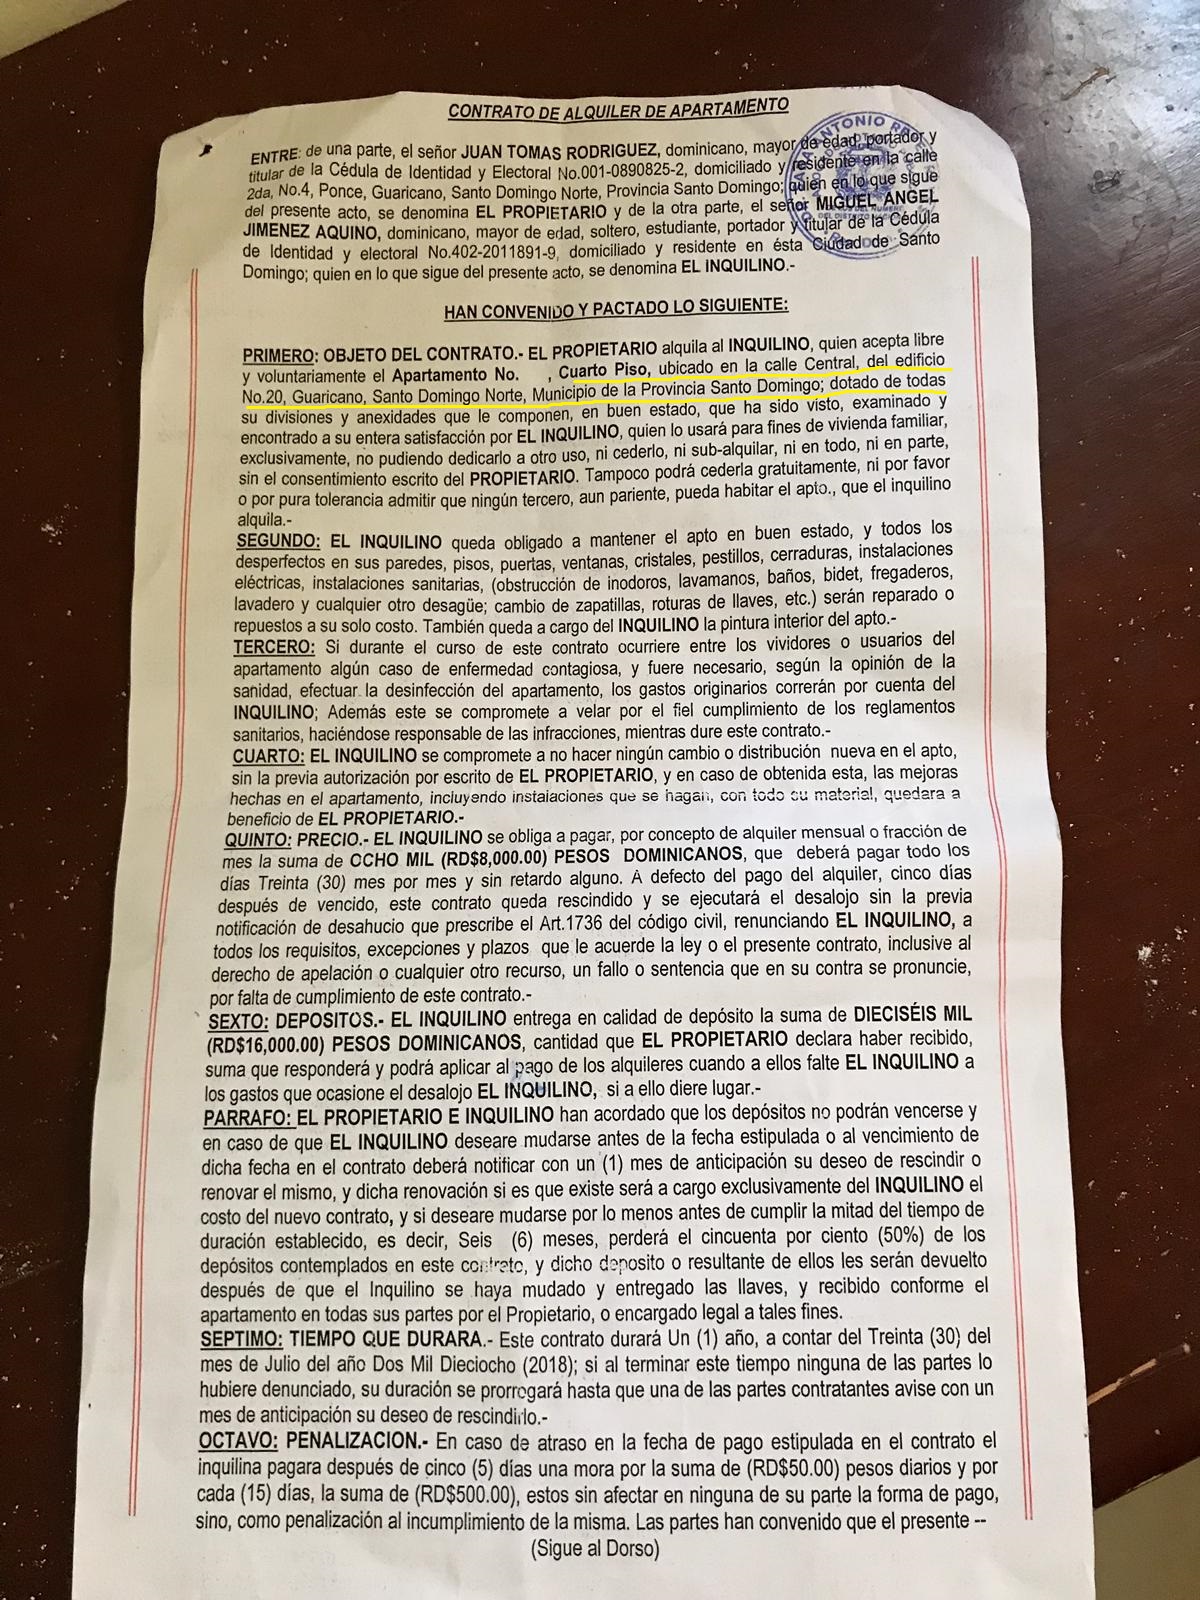 CONTRATO DE ALQUILER DE APARTAMENTO
ENTRE: de una parte, el señor JUAN TOMAS RODRIGUEZ, dominicano, mayor de edad, portador y
titular de la Cédula de Identidad y Electoral No.001-0890825-2, domiciliado y residente en la calle
2da, No.4, Ponce, Guaricano, Santo Domingo Norte, Provincia Santo Domingo; quien en lo que sigue
del presente acto, se denomina EL PROPIETARIO y de la otra parte, el señor MIGUEL ANGEL
JIMENEZ AQUINO, dominicano, mayor de edad, soltero, estudiante, portador y titular de la Cédula
de Identidad y electoral No.402-2011891-9, domiciliado y residente en ésta Ciudad de Santo
Domingo; quien en lo que sigue del presente acto, se denomina EL INQUILINO.-
HAN CONVENIDO Y PACTADO LO SIGUIENTE:
PRIMERO: OBJETO DEL CONTRATO.- EL PROPIETARIO alquila al INQUILINO, quien acepta libre
y voluntariamente el Apartamento No. , Cuarto Piso, ubicado en la calle Central, del edificio
No.20, Guaricano, Santo Domingo Norte, Municipio de la Provincia Santo Domingo; dotado de todas
su divisiones y anexidades que le componen, en buen estado, que ha sido visto, examinado y
encontrado a su entera satisfacción por EL INQUILINO, quien lo usará para fines de vivienda familiar,
exclusivamente, no pudiendo dedicarlo a otro uso, ni cederlo, ni sub-alquilar, ni en todo, ni en parte,
sin el consentimiento escrito del PROPIETARIO. Tampoco podrá cederla gratuitamente, ni por favor
o por pura tolerancia admitir que ningún tercero, aun pariente, pueda habitar el apto., que el inquilino
alquila.-
SEGUNDO: EL INQUILINO queda obligado a mantener el apto en buen estado, y todos los
desperfectos en sus paredes, pisos, puertas, ventanas, cristales, pestillos, cerraduras, instalaciones
eléctricas, instalaciones sanitarias, (obstrucción de inodoros, lavamanos, baños, bidet, fregaderos,
lavadero y cualquier otro desagüe; cambio de zapatillas, roturas de llaves, etc.) serán reparado o
repuestos a su solo costo. También queda a cargo del INQUILINO la pintura interior del apto.-
TERCERO: Si durante el curso de este contrato ocurriere entre los vividores o usuarios del
apartamento algún caso de enfermedad contagiosa, y fuere necesario, según la opinión de la
sanidad, efectuar la desinfección del apartamento, los gastos originarios correrán por cuenta del
INQUILINO; Además este se compromete a velar por el fiel cumplimiento de los reglamentos
sanitarios, haciéndose responsable de las infracciones, mientras dure este contrato.-
CUARTO: EL INQUILINO se compromete a no hacer ningún cambio o distribución nueva en el apto,
sin la previa autorización por escrito de EL PROPIETARIO, y en caso de obtenida esta, las mejoras
hechas en el apartamento, incluyendo instalaciones que se hagan, con todo su material, quedara a
beneficio de EL PROPIETARIO.-
QUINTO: PRECIO.- EL INQUILINO se obliga a pagar, por concepto de alquiler mensual o fracción de
mes la suma de CCHO MIL (RD$8,000.00) PESOS DOMINICANOS, que deberá pagar todo los
días Treinta (30) mes por mes y sin retardo alguno. A defecto del pago del alquiler, cinco días
después de vencido, este contrato queda rescindido y se ejecutará el desalojo sin la previa
notificación de desahucio que prescribe el Art.1736 del código civil, renunciando EL INQUILINO, a
todos los requisitos, excepciones y plazos que le acuerde la ley o el presente contrato, inclusive al
derecho de apelación o cualquier otro recurso, un fallo o sentencia que en su contra se pronuncie,
por falta de cumplimiento de este contrato.-
SEXTO: DEPOSITOS.- EL INQUILINO entrega en calidad de depósito la suma de DIECISÉIS MIL
(RD$16,000.00) PESOS DOMINICANOS, cantidad que EL PROPIETARIO declara haber recibido,
suma que responderá y podrá aplicar al pago de los alquileres cuando a ellos falte EL INQUILINO a
los gastos que ocasione el desalojo EL INQUILINO, si a ello diere lugar.-
PARRAFO: EL PROPIETARIO E INQUILINO han acordado que los depósitos no podrán vencerse y
en caso de que EL INQUILINO deseare mudarse antes de la fecha estipulada o al vencimiento de
dicha fecha en el contrato deberá notificar con un (1) mes de anticipación su deseo de rescindir o
renovar el mismo, y dicha renovación si es que existe será a cargo exclusivamente del INQUILINO el
costo del nuevo contrato, y si deseare mudarse por lo menos antes de cumplir la mitad del tiempo de
duración establecido, es decir, Seis (6) meses, perderá el cincuenta por ciento (50%) de los
depósitos contemplados en este contrato, y dicho deposito o resultante de ellos les serán devuelto
después de que el Inquilino se haya mudado y entregado las llaves, y recibido conforme el
apartamento en todas sus partes por el Propietario, o encargado legal a tales fines.
SEPTIMO: TIEMPO QUE DURARA.- Este contrato durará Un (1) año, a contar del Treinta (30) del
mes de Julio del año Dos Mil Dieciocho (2018); si al terminar este tiempo ninguna de las partes lo
hubiere denunciado, su duración se prorrogará hasta que una de las partes contratantes avise con un
mes de anticipación su deseo de rescindirlo.-
OCTAVO: PENALIZACION.- En caso de atraso en la fecha de pago estipulada en el contrato el
inquilina pagara después de cinco (5) días una mora por la suma de (RD$50.00) pesos diarios y por
cada (15) días, la suma de (RD$500.00), estos sin afectar en ninguna de su parte la forma de pago,
sino, como penalización al incumplimiento de la misma. Las partes han convenido que el presente --
(Sigue al Dorso)